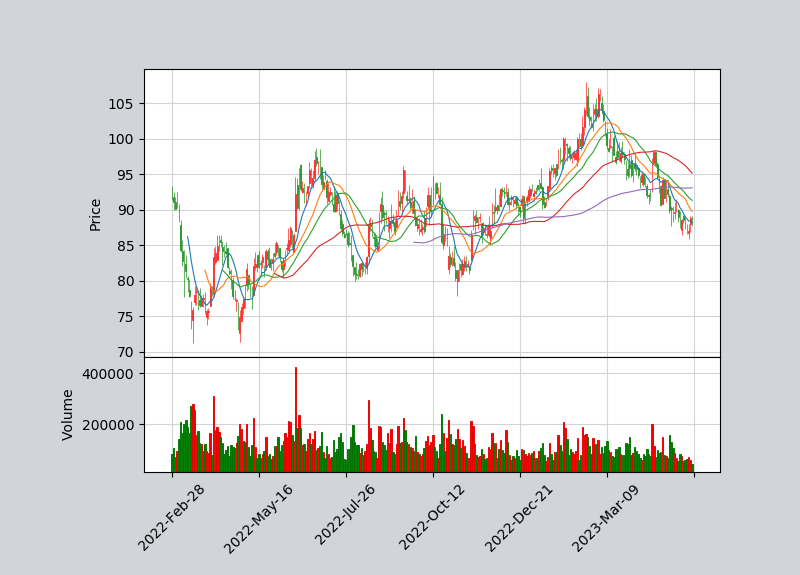 105
100
95
90
85
80
75
70
Price
400000
200000
Volume
2022-Feb-28
2022-May-16
2022-Jul-26
2022-Oct-12
2022-Dec-21
2023-Mar-09